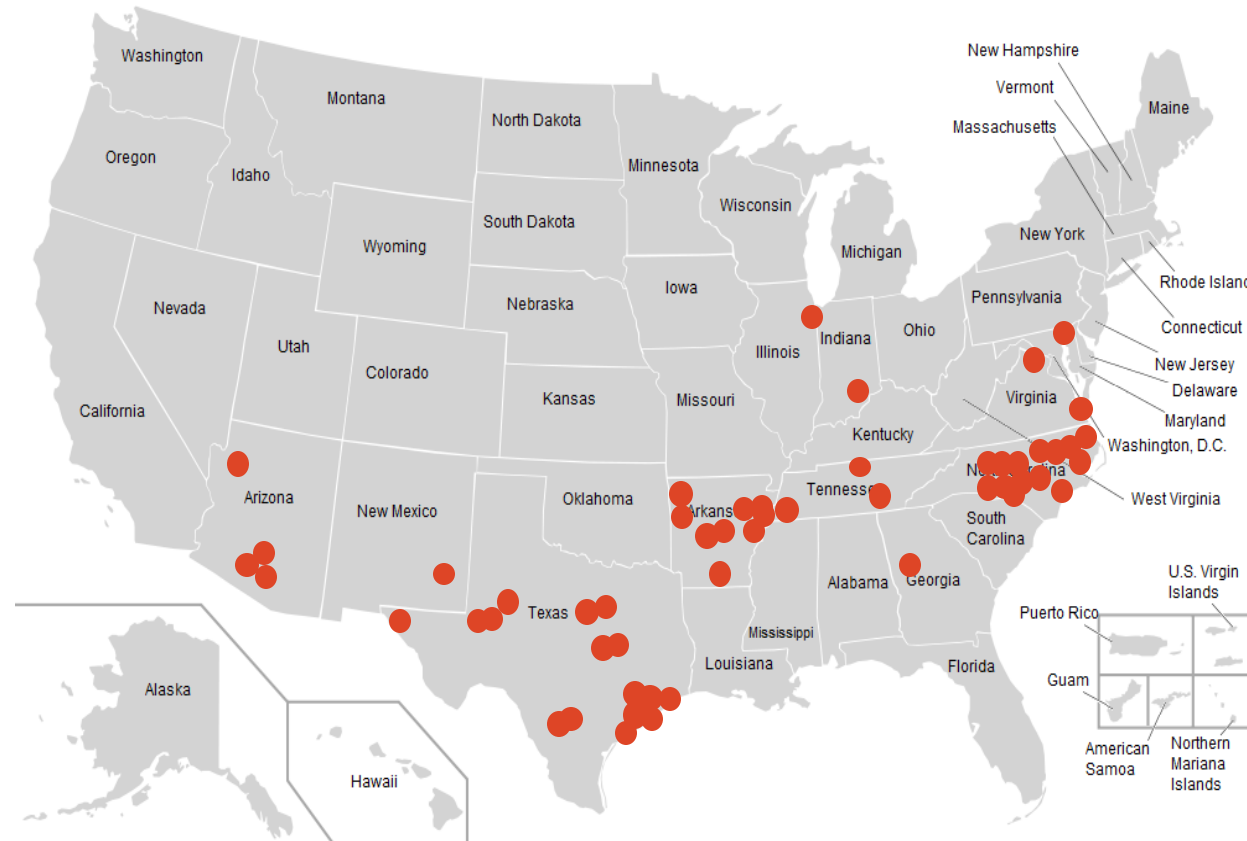 New Hampshire
Vermont
Massachusetts
Maine
Washington
Montana
North Dakota
Minnesota
Oregon
Idaho
Wisconsin
South Dakota
Wyoming
Michigan
New York
Rhode Island
Iowa
Nebraska
Pennsylvania
Nevada
Connecticut
Ohio
Illinois
Indiana
Utah
New Jersey
Colorado
Delaware
Kansas
Missouri
Virginia
California
Maryland
Kentucky
Washington, D.C.
Arizona
Oklahoma
Tennesse
West Virginia
New Mexico
Arkans
South
Carolina
U.S. Virgin
Islands
Alabama
Georgia
Puerto Rico
Texas
Mississippi
Louisiana
Florida
Guam
Alaska
American
Samoa
Northern
Mariana
Islands
Hawaii